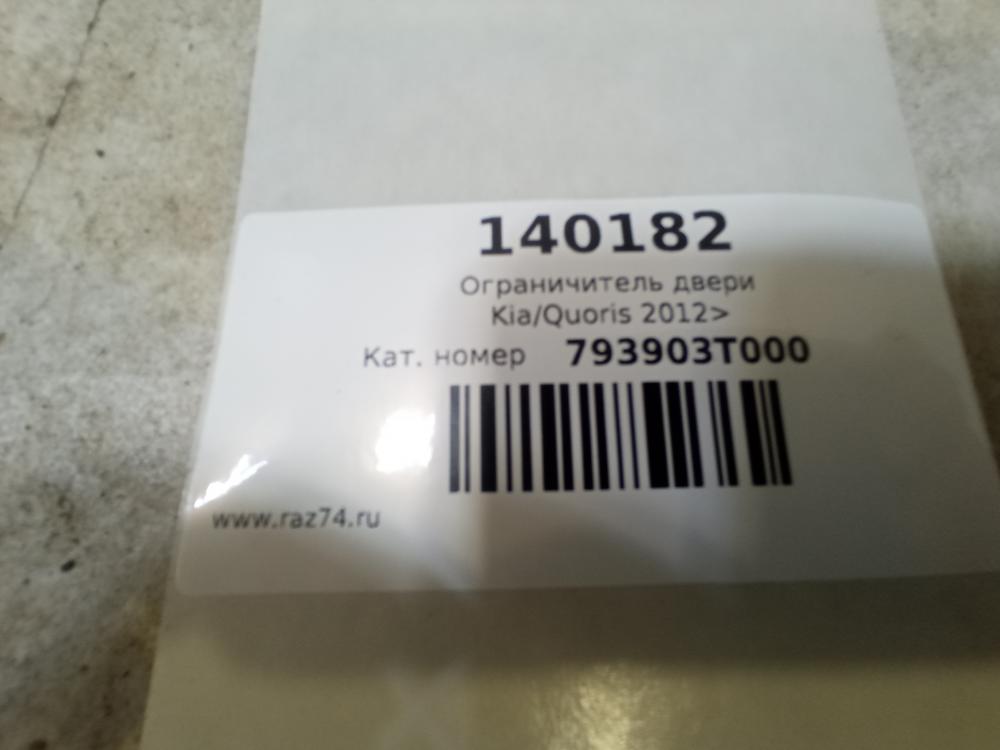 140182
Ограничитель двери
Kia/Quoris 2012>
Кат. номер 793903T000
www.raz74.ru